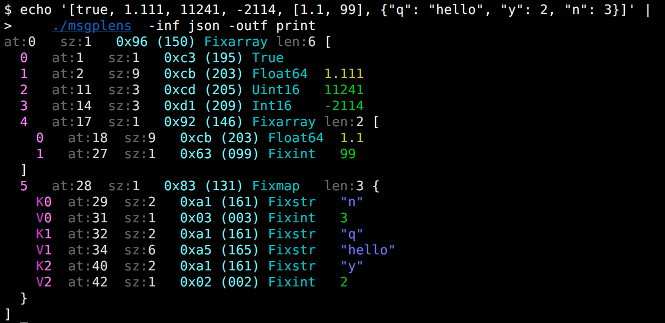 $ echo '[true, 1.111, 11241, -2114, [1.1, 99], {"q": "hello", "y": 2, "n": 3}]' |
>     ./msgplens  -inf json -outf print
at:0   sz:1   0x96 (150) Fixarray len:6 [
  0   at:1   sz:1   0xc3 (195) True
  1   at:2   sz:9   0xcb (203) Float64  1.111
  2   at:11  sz:3   0xcd (205) Uint16   11241
  3   at:14  sz:3   0xd1 (209) Int16    -2114
  4   at:17  sz:1   0x92 (146) Fixarray len:2 [
    0   at:18  sz:9   0xcb (203) Float64  1.1
    1   at:27  sz:1   0x63 (099) Fixint   99
  ]
  5   at:28  sz:1   0x83 (131) Fixmap   len:3 {
    K0  at:29  sz:2   0xa1 (161) Fixstr   "n"
    V0  at:31  sz:1   0x03 (003) Fixint   3
    K1  at:32  sz:2   0xa1 (161) Fixstr   "q"
    V1  at:34  sz:6   0xa5 (165) Fixstr   "hello"
    K2  at:40  sz:2   0xa1 (161) Fixstr   "y"
    V2  at:42  sz:1   0x02 (002) Fixint   2
  }
]